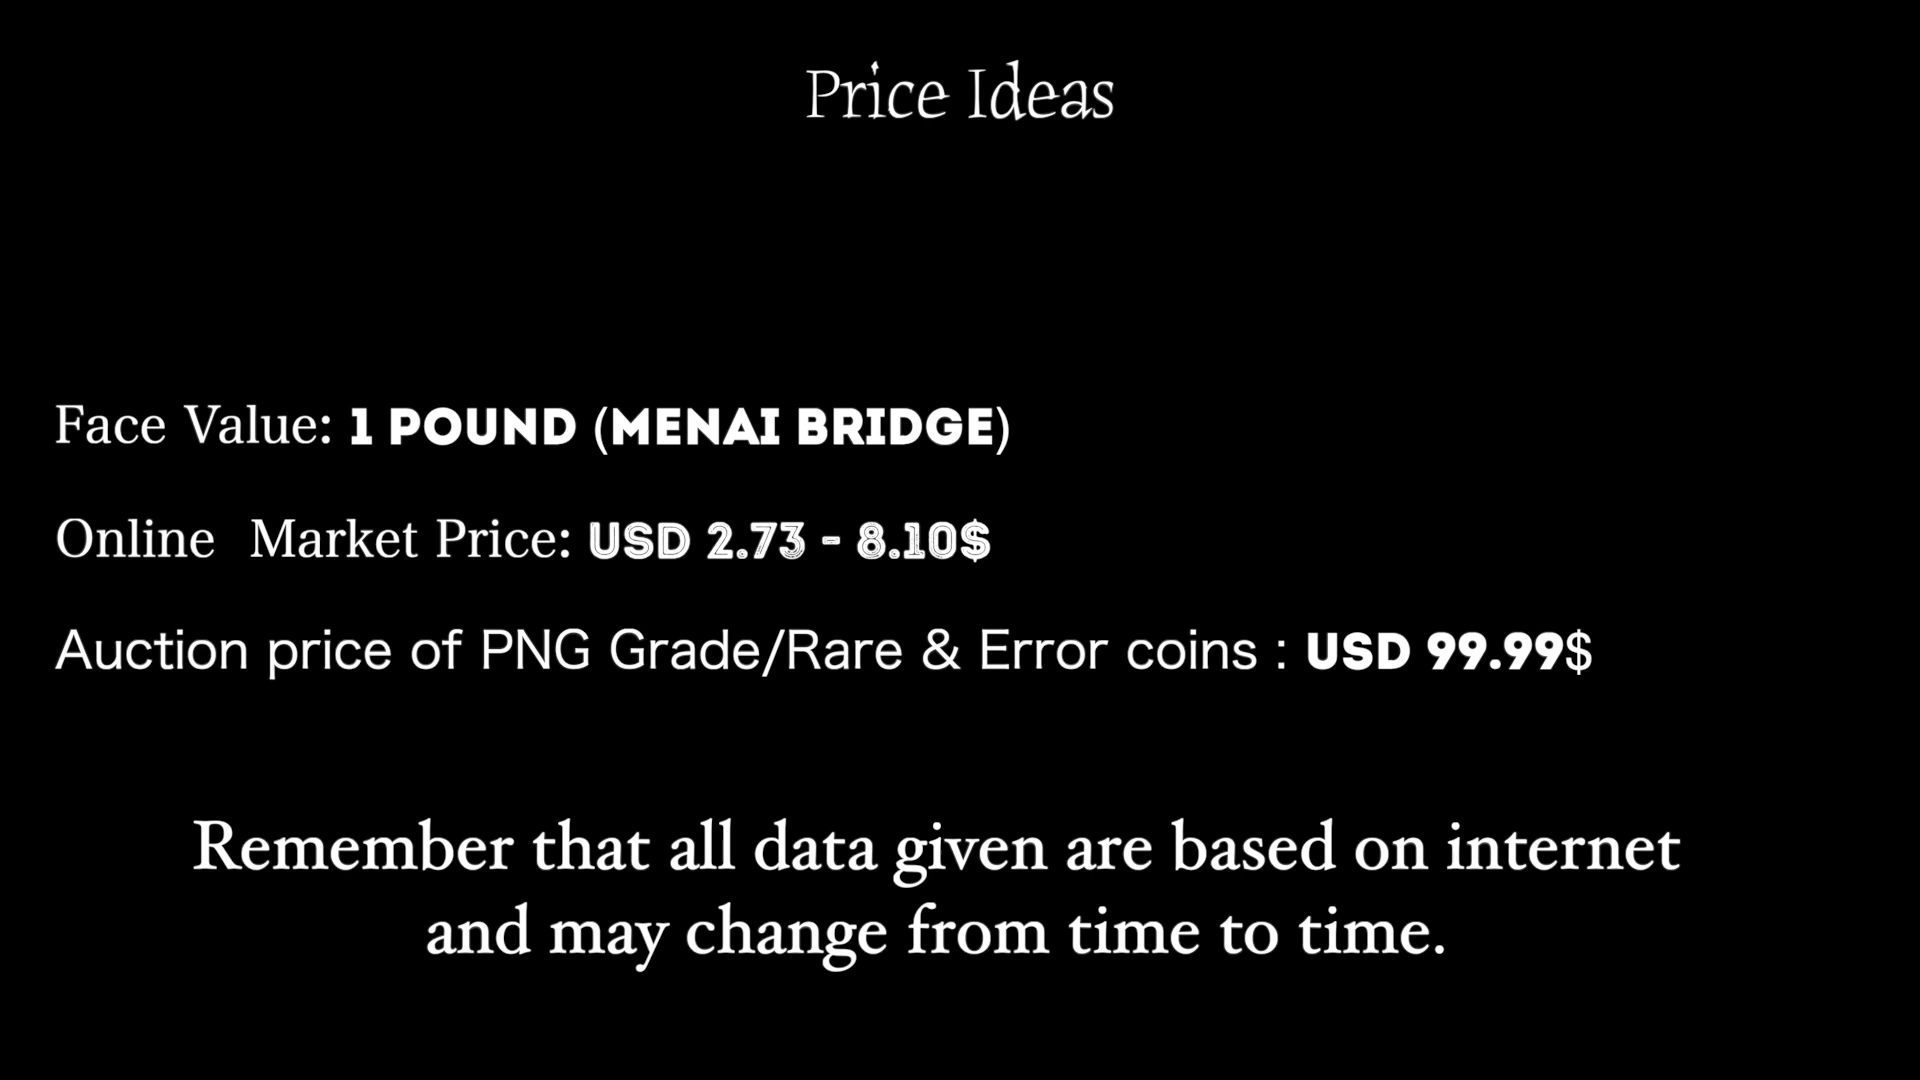 Price Ideas
Face Value: 1 POUND (MENAI BRIDGE)
Online Market Price: USD 2.73 - 8.10$
Auction price of PNG Grade/Rare & Error coins : USD 99.99$
Remember that all data given are based on internet
and may change from time to time.